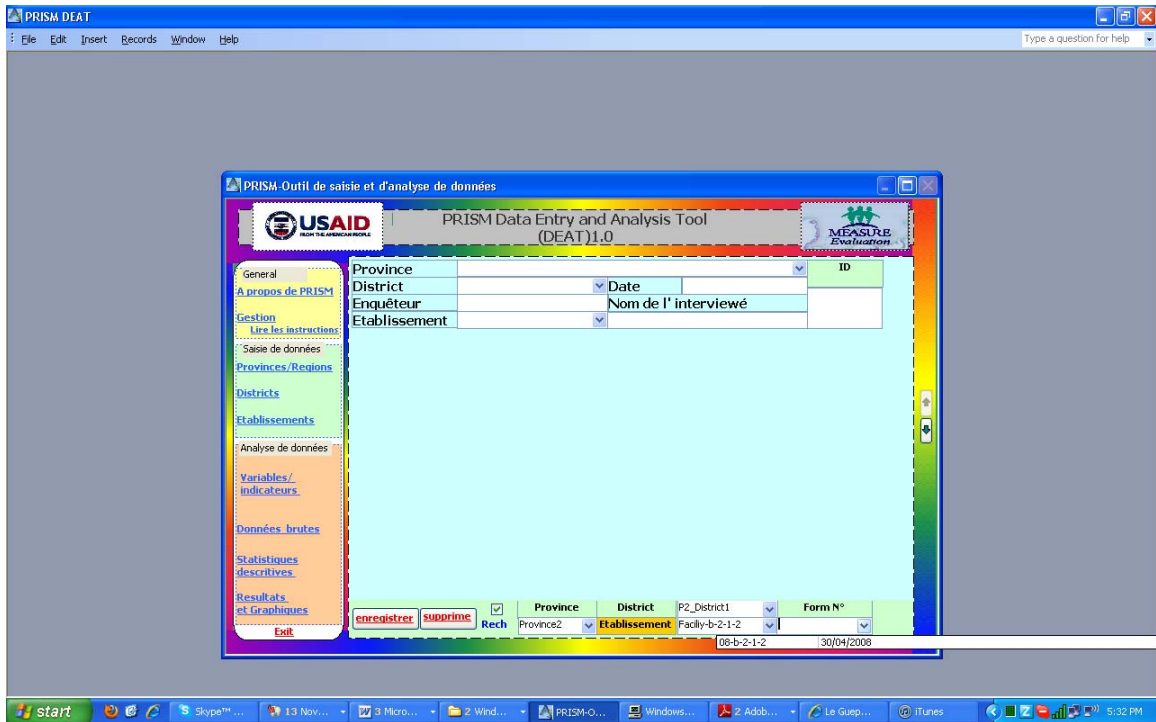 PRISM DEAT
File Edit Insert Records Window Help
Type a question for help
PRISM-Outil de saisie et d'analyse de données
USAID
FROM THE AMERICAN PEOPLE
PRISM Data Entry and Analysis Tool
(DEAT)1.0
MEASURE
Evaluation
General
A propos de PRISM
Gestion
Lire les instructions
Saisie de données
Provinces/Regions
Districts
Etablissements
Analyse de données
Variables/
indicateurs
Données brutes
Statistiques
descritives
Resultats
et Graphiques
Exit
Province
ID
District
Date
Enquêteur
Nom de l' interviewé
Etablissement
enregistrer
supprime
Rech
Province
District
P2_District1
Form N°
Province2
Etablissement
Faciliy-b-2-1-2
08-b-2-1-2
30/04/2008
start
Skype™ ...
13 Nov...
3 Micro...
2 Wind...
PRISM-O...
Windows...
2 Adob...
Le Guep...
iTunes
5:32 PM